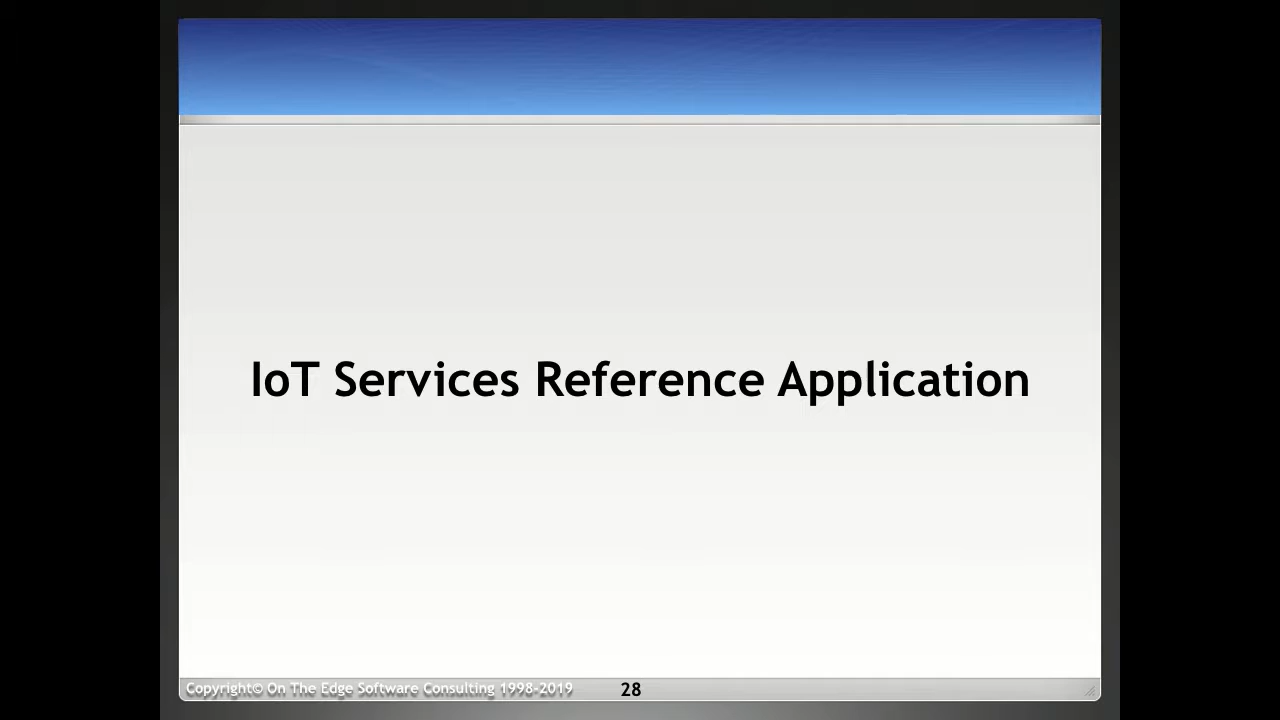 IoT Services Reference Application
Copyright© On The Edge Software Consulting 1998-2019
28